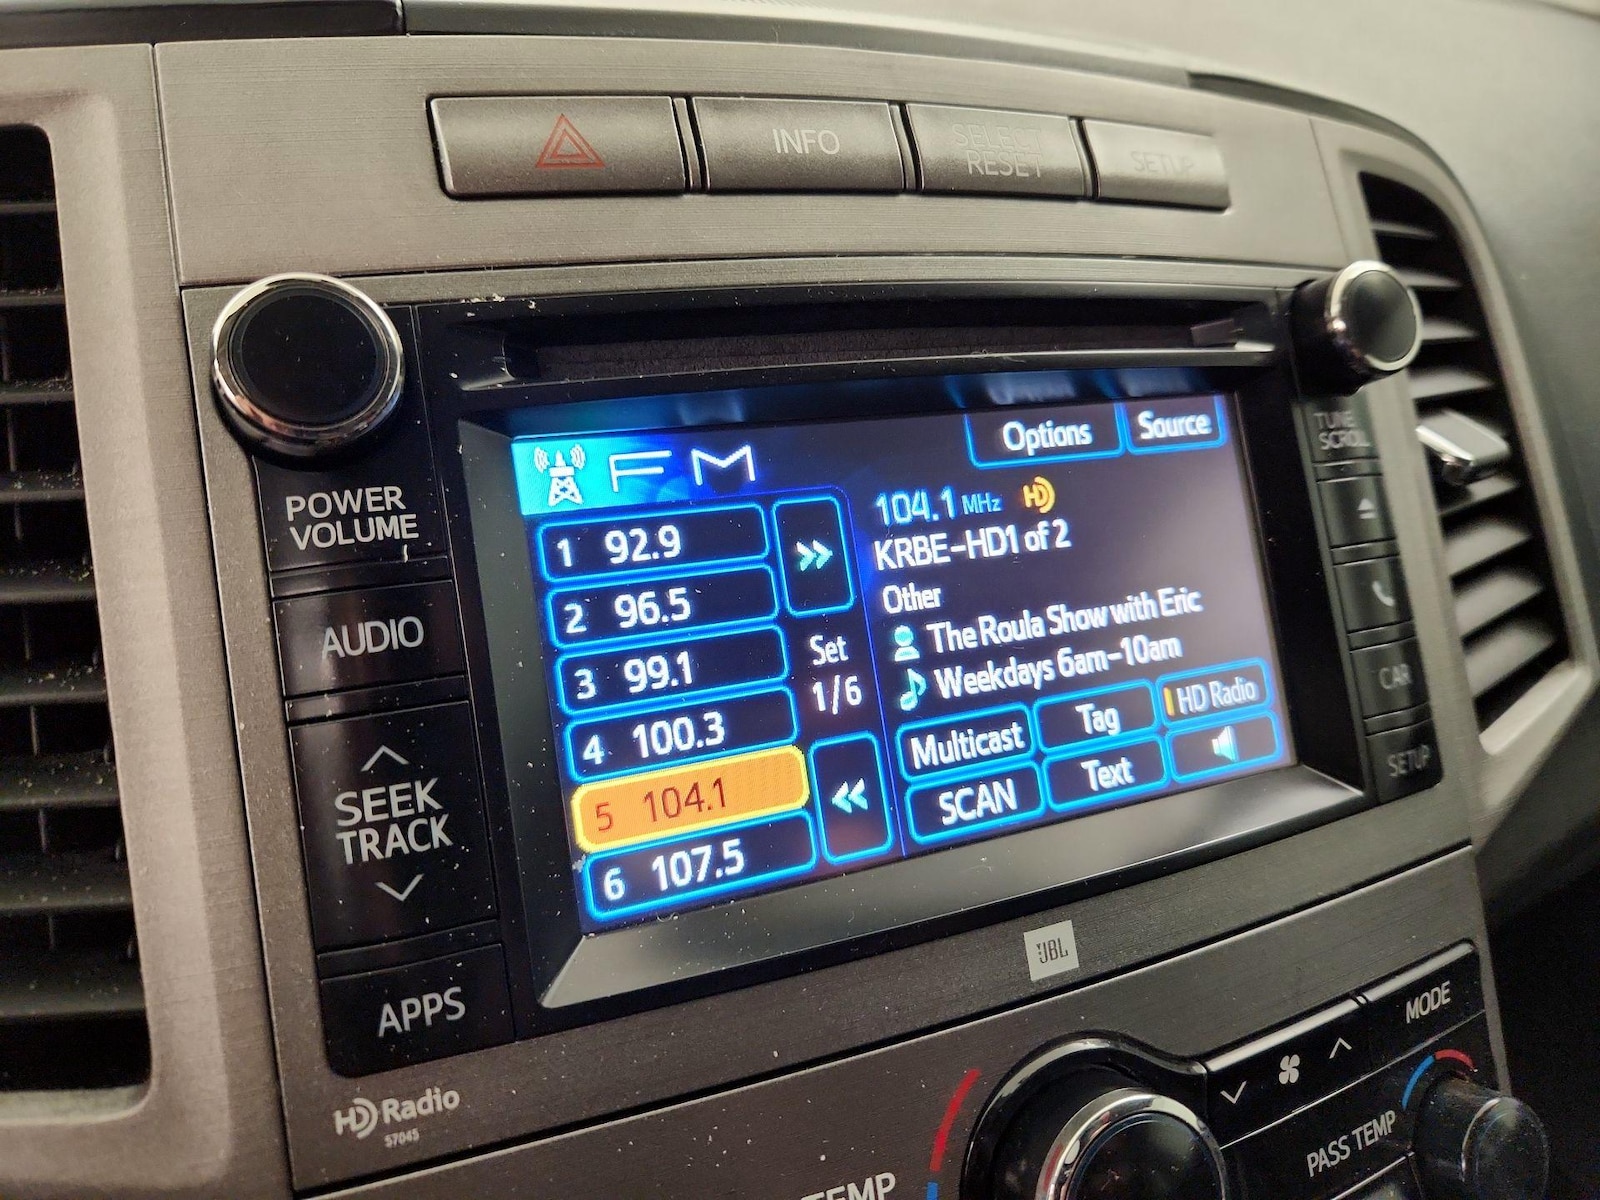 INFO
SELECT
RESET
SETUP
POWER
VOLUME
AUDIO
SEEK
TRACK
APPS
HD Radio
57045
FM
Options
Source
1 92.9
2 96.5
3 99.1
4 100.3
5 104.1
6 107.5
Set
1/6
104.1 MHz HD
KRBE-HD1 of 2
Other
The Roula Show with Eric
Weekdays 6am-10am
Multicast
Tag
HD Radio
SCAN
Text
TUNE
SCROLL
CAR
SETUP
JBL
MODE
PASS TEMP
TEMP